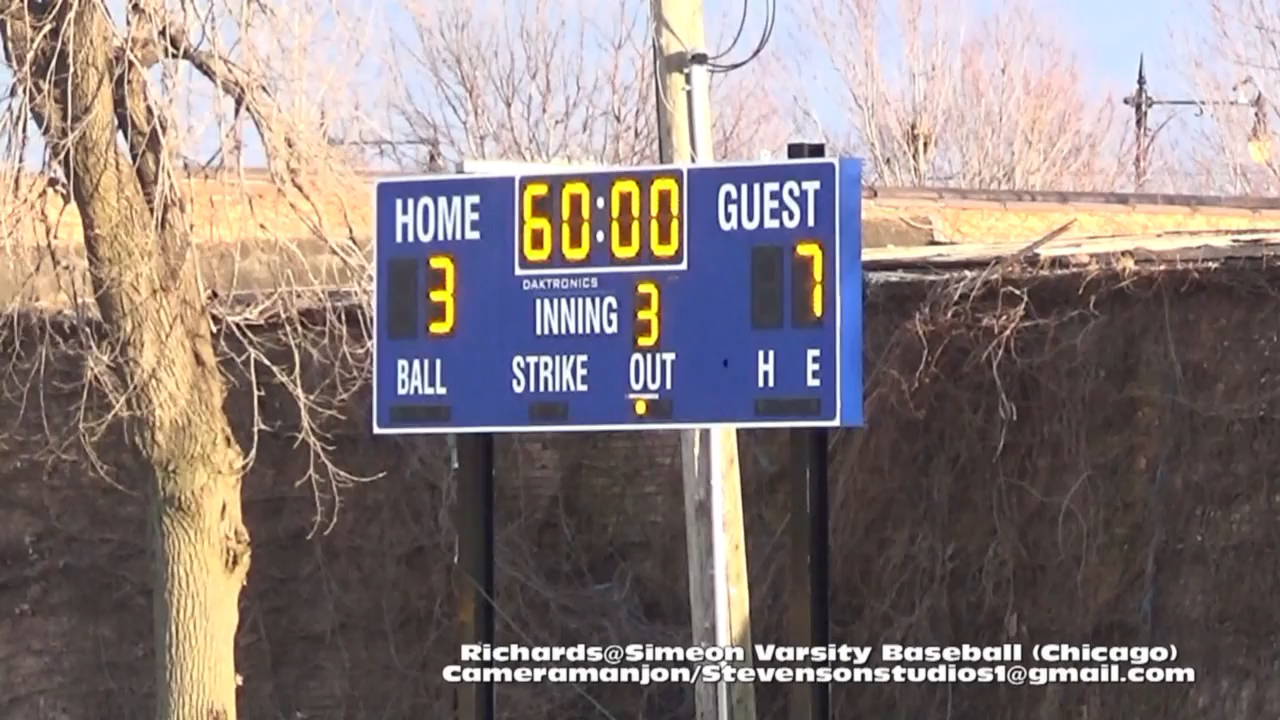 HOME 60:00 GUEST
3 7
DAKTRONICS
INNING 3
BALL STRIKE OUT H E
Richards@Simeon Varsity Baseball (Chicago)
Cameramanjon/Stevensonstudios1@gmail.com